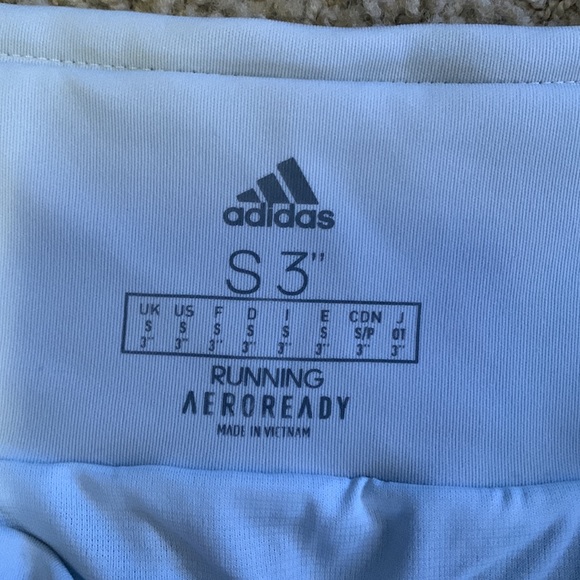 adidas
S 3"
UK US F D I E CDN J
S S S S S S S/P OT
3" 3" 3" 3" 3" 3" 3" 3"
RUNNING
AEROREADY
MADE IN VIETNAM